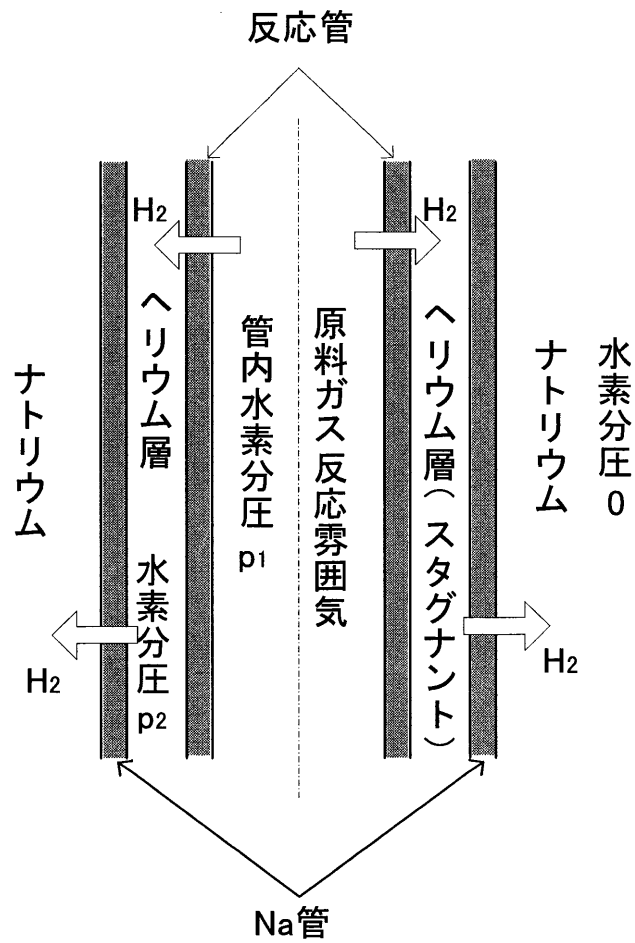 反応管
H2
H2
ナトリウム
ヘリウム層
水素分圧
p2
管内水素分圧
p1
原料ガス反応雰囲気
ヘリウム層(スタグナント)
ナトリウム
水素分圧0
H2
H2
Na管